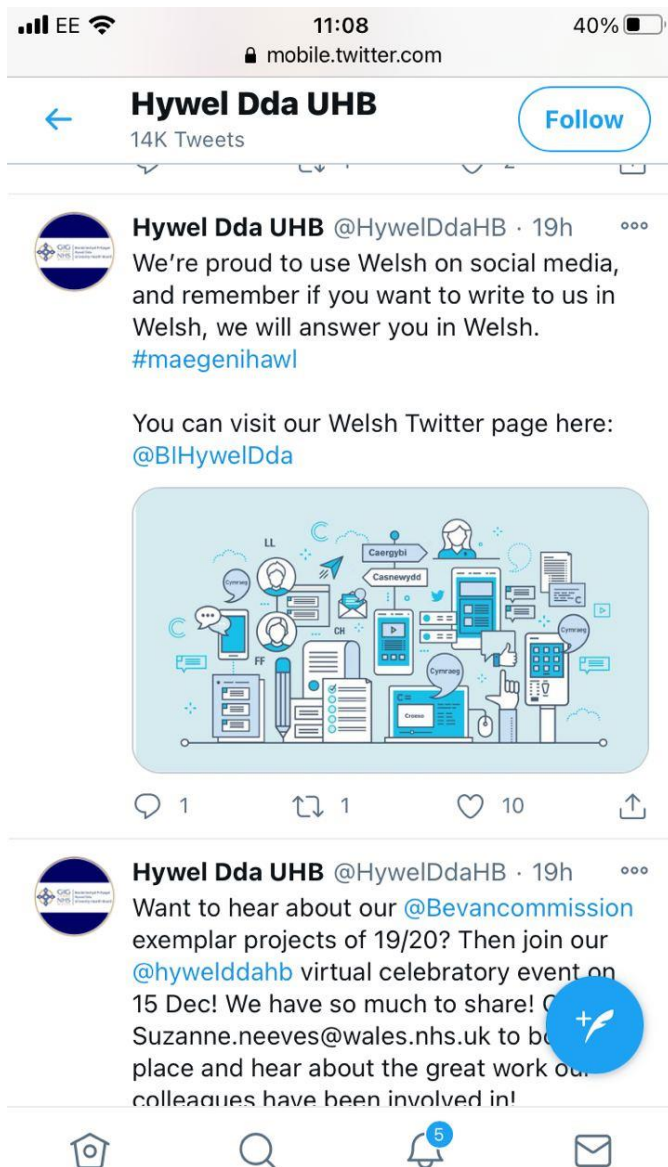 EE 11:08 40%
mobile.twitter.com
Hywel Dda UHB
14K Tweets
Follow
Hywel Dda UHB @HywelDdaHB · 19h
We’re proud to use Welsh on social media,
and remember if you want to write to us in
Welsh, we will answer you in Welsh.
#maegenihawl
You can visit our Welsh Twitter page here:
@BIHywelDda
LL
C
Caergybi
Cymraeg
Casnewydd
C
C
CH
Cymraeg
FF
Cymraeg
Croeso
1 1 10
Hywel Dda UHB @HywelDdaHB · 19h
Want to hear about our @Bevancommission
exemplar projects of 19/20? Then join our
@hywelddahb virtual celebratory event on
15 Dec! We have so much to share!
Suzanne.neeves@wales.nhs.uk to
place and hear about the great work our
colleagues have been involved in!
5